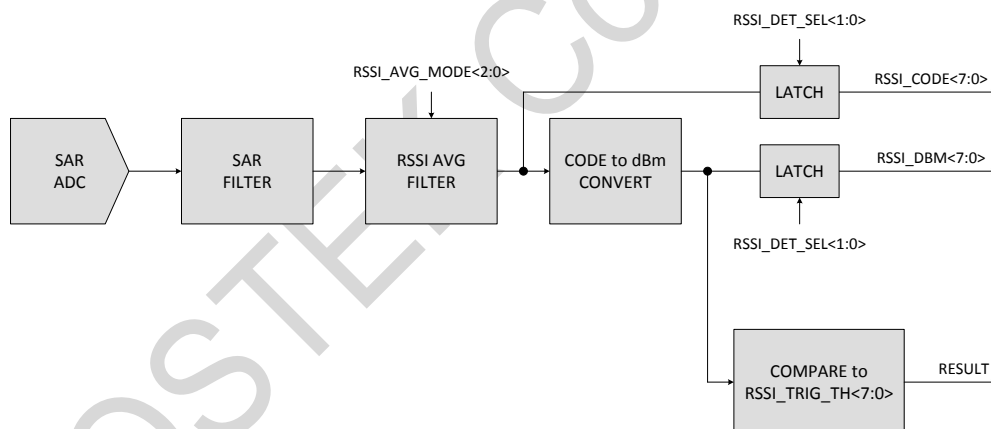 RSSI_DET_SEL<1:0>
RSSI_AVG_MODE<2:0>
RSSI_CODE<7:0>
LATCH
SAR
ADC
SAR
FILTER
RSSI AVG
FILTER
CODE to dBm
CONVERT
RSSI_DBM<7:0>
LATCH
RSSI_DET_SEL<1:0>
COMPARE to
RSSI_TRIG_TH<7:0>
RESULT